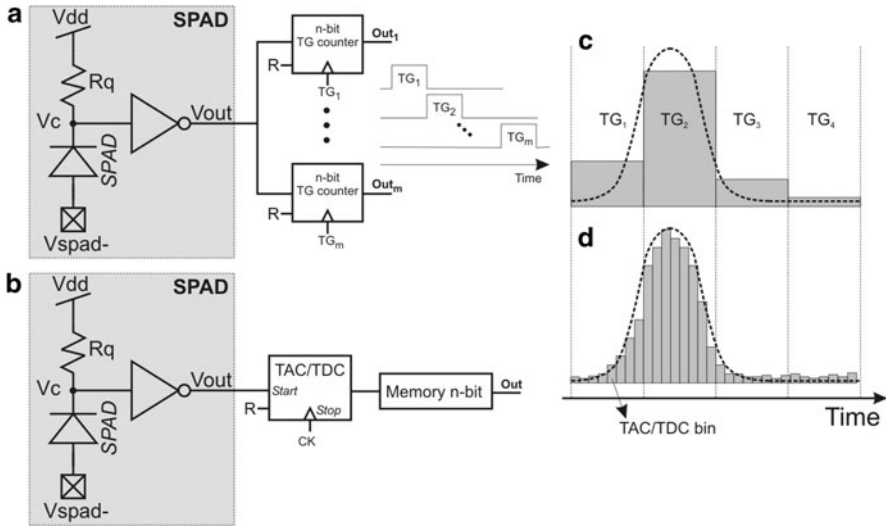 a
Vdd
SPAD
Rq
Vc
Vout
SPAD
Vspad-
n-bit
TG counter
Out1
R
TG1
n-bit
TG counter
Outm
R
TGm
TG1
TG2
TGm
Time
b
Vdd
SPAD
Rq
Vc
Vout
SPAD
Vspad-
TAC/TDC
Start
Stop
R
CK
Memory n-bit
Out
c
TG1
TG2
TG3
TG4
d
Time
TAC/TDC bin